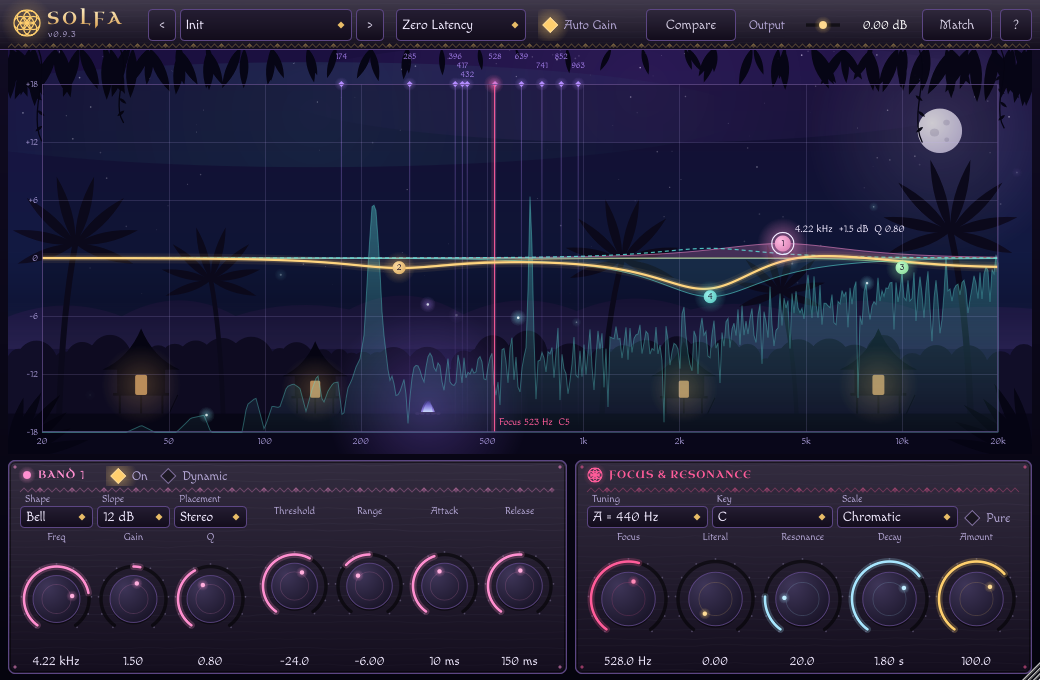 SOLFA
v0.9.3
<
Init
>
Zero Latency
Auto Gain
Compare
Output
0.00 dB
Match
?
174
285
396
417
432
528
639
741
852
963
+18
+12
+6
0
-6
-12
-18
4.22 kHz +1.5 dB Q 0.80
1
2
3
4
Focus 523 Hz C5
20
50
100
200
500
1k
2k
5k
10k
20k
BAND 1
On
Dynamic
Shape
Slope
Placement
Bell
12 dB
Stereo
Threshold
Range
Attack
Release
Freq
Gain
Q
4.22 kHz
1.50
0.80
-24.0
-6.00
10 ms
150 ms
FOCUS & RESONANCE
Tuning
Key
Scale
A = 440 Hz
C
Chromatic
Pure
Focus
Literal
Resonance
Decay
Amount
528.0 Hz
0.00
20.0
1.80 s
100.0